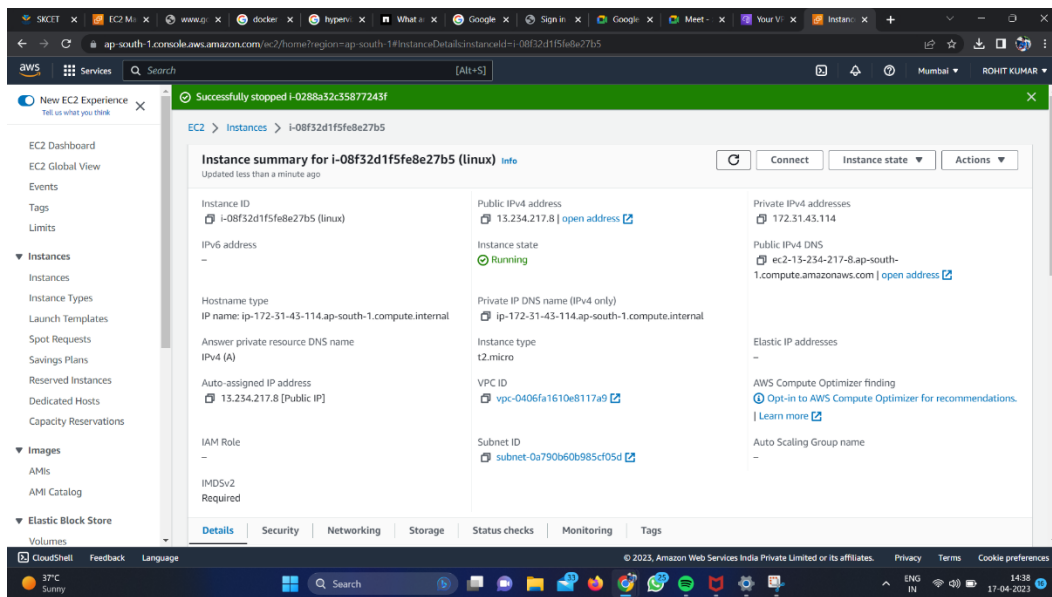 SKCET
EC2 Ma
www.go
docker
hypervi
What a
Google
Sign in
Google
Meet -
Your VP
Instanc
ap-south-1.console.aws.amazon.com/ec2/home?region=ap-south-1#InstanceDetails:instanceId=i-08f32d1f5fe8e27b5
aws
Services
Search
[Alt+S]
Mumbai
ROHIT KUMAR
New EC2 Experience
Tell us what you think
Successfully stopped i-0288a32c35877243f
EC2 > Instances > i-08f32d1f5fe8e27b5
EC2 Dashboard
EC2 Global View
Events
Tags
Limits
Instances
Instances
Instance Types
Launch Templates
Spot Requests
Savings Plans
Reserved Instances
Dedicated Hosts
Capacity Reservations
Images
AMIs
AMI Catalog
Elastic Block Store
Volumes
Instance summary for i-08f32d1f5fe8e27b5 (linux) Info
Updated less than a minute ago
Connect
Instance state
Actions
Instance ID
i-08f32d1f5fe8e27b5 (linux)
Public IPv4 address
13.234.217.8 | open address
Private IPv4 addresses
172.31.43.114
IPv6 address
–
Instance state
Running
Public IPv4 DNS
ec2-13-234-217-8.ap-south-
1.compute.amazonaws.com | open address
Hostname type
IP name: ip-172-31-43-114.ap-south-1.compute.internal
Private IP DNS name (IPv4 only)
ip-172-31-43-114.ap-south-1.compute.internal
Answer private resource DNS name
IPv4 (A)
Instance type
t2.micro
Elastic IP addresses
–
Auto-assigned IP address
13.234.217.8 [Public IP]
VPC ID
vpc-0406fa1610e8117a9
AWS Compute Optimizer finding
Opt-in to AWS Compute Optimizer for recommendations.
| Learn more
IAM Role
–
Subnet ID
subnet-0a790b60b985cf05d
Auto Scaling Group name
–
IMDSv2
Required
Details
Security
Networking
Storage
Status checks
Monitoring
Tags
CloudShell
Feedback
Language
© 2023, Amazon Web Services India Private Limited or its affiliates.
Privacy
Terms
Cookie preferences
37°C
Sunny
Search
ENG
IN
14:38
17-04-2023